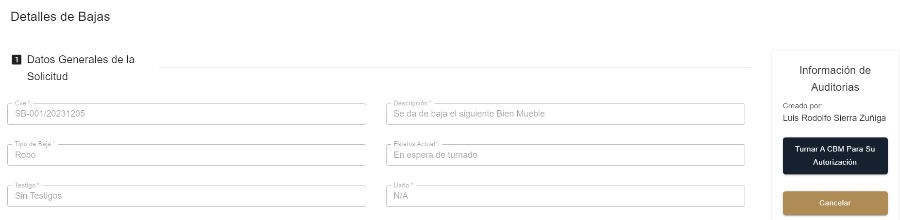 Detalles de Bajas
1 Datos Generales de la
Solicitud
Cve *
SB-001/20231205
Descripción *
Se da de baja el siguiente Bien Mueble
Tipo de Baja *
Robo
Estatus Actual *
En espera de turnado
Testigo *
Sin Testigos
Daño *
N/A
Información de
Auditorias
Creado por:
Luis Rodolfo Sierra Zuñiga
Turnar A CBM Para Su
Autorización
Cancelar